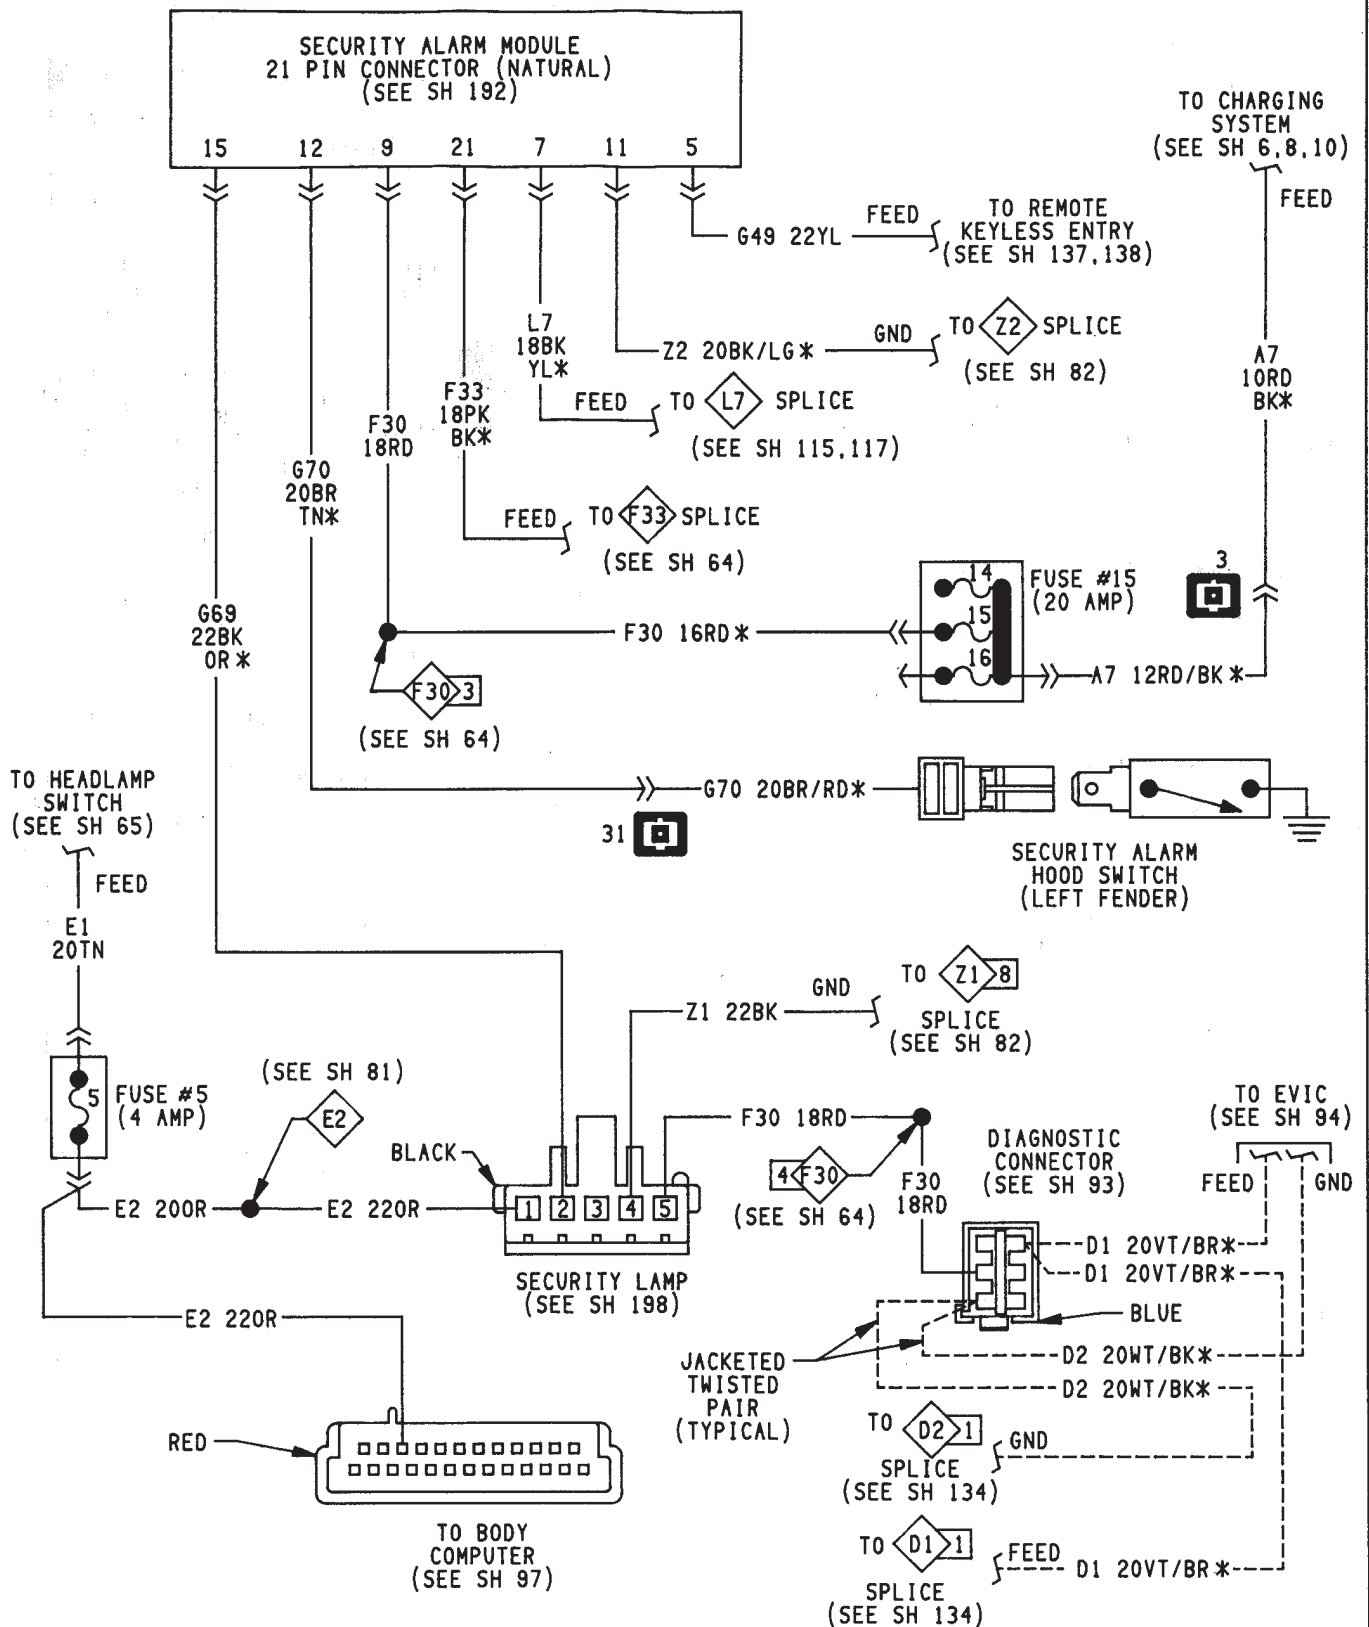 SECURITY ALARM MODULE
21 PIN CONNECTOR (NATURAL)
(SEE SH 192)
15 12 9 21 7 11 5
TO CHARGING
SYSTEM
(SEE SH 6,8,10)
FEED
G49 22YL
FEED
TO REMOTE
KEYLESS ENTRY
(SEE SH 137,138)
L7
18BK
YL*
Z2 20BK/LG*
GND
TO Z2 SPLICE
(SEE SH 82)
A7
10RD
BK*
F33
18PK
BK*
FEED
TO L7 SPLICE
(SEE SH 115,117)
F30
18RD
G70
20BR
TN*
FEED
TO F33 SPLICE
(SEE SH 64)
G69
22BK
OR*
F30 16RD*
14
15
16
FUSE #15
(20 AMP)
3
A7 12RD/BK*
F30 3
(SEE SH 64)
TO HEADLAMP
SWITCH
(SEE SH 65)
FEED
G70 20BR/RD*
31
SECURITY ALARM
HOOD SWITCH
(LEFT FENDER)
E1
20TN
Z1 22BK
GND
TO Z1 8
SPLICE
(SEE SH 82)
5
FUSE #5
(4 AMP)
(SEE SH 81)
E2
BLACK
F30 18RD
4 F30
(SEE SH 64)
F30
18RD
DIAGNOSTIC
CONNECTOR
(SEE SH 93)
TO EVIC
(SEE SH 94)
FEED
GND
E2 20OR
E2 22OR
1 2 3 4 5
SECURITY LAMP
(SEE SH 198)
D1 20VT/BR*
D1 20VT/BR*
BLUE
E2 22OR
JACKETED
TWISTED
PAIR
(TYPICAL)
D2 20WT/BK*
D2 20WT/BK*
TO D2 1
SPLICE
(SEE SH 134)
GND
RED
TO BODY
COMPUTER
(SEE SH 97)
TO D1 1
SPLICE
(SEE SH 134)
FEED
D1 20VT/BR*